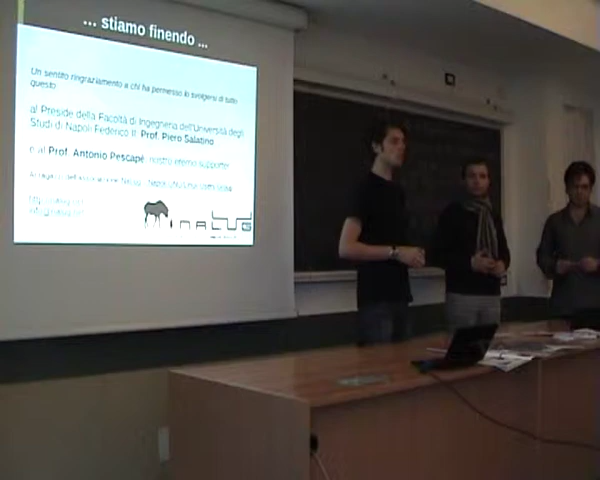 ... stiamo finendo ...
Un sentito ringraziamento a chi ha permesso lo svolgersi di tutto
questo
al Preside della Facoltà di Ingegneria dell'Università degli
Studi di Napoli Federico II: Prof. Piero Salatino
e al Prof. Antonio Pescapè: nostro eterno supporter
naLUG